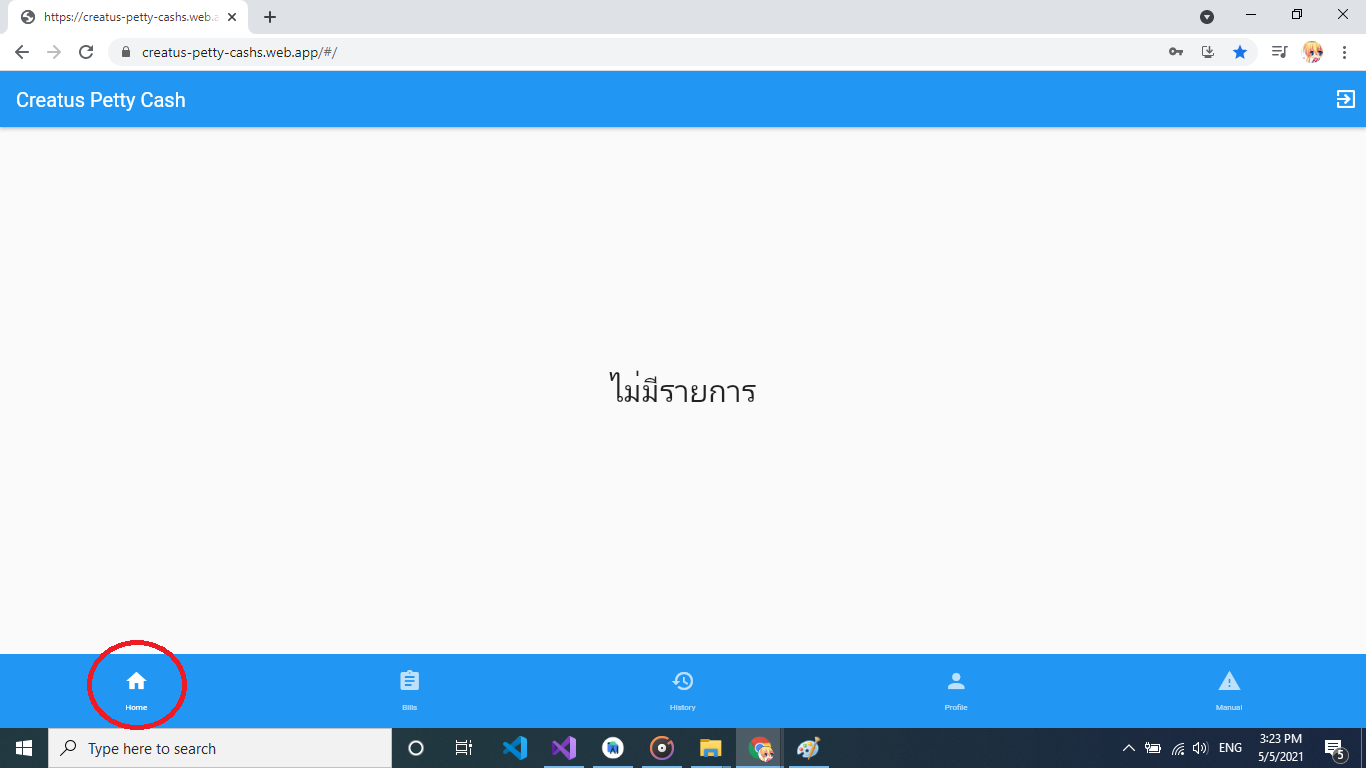 https://creatus-petty-cashs.web.a
creatus-petty-cashs.web.app/#/
Creatus Petty Cash
ไม่มีรายการ
Home
Bills
History
Profile
Manual
Type here to search
ENG
3:23 PM
5/5/2021
5